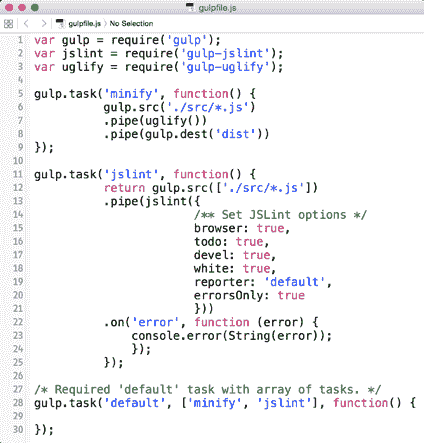 gulpfile.js
gulpfile.js › No Selection
1 var gulp = require('gulp');
2 var jslint = require('gulp-jslint');
3 var uglify = require('gulp-uglify');
4
5 gulp.task('minify', function() {
6 gulp.src('./src/*.js')
7 .pipe(uglify())
8 .pipe(gulp.dest('dist'))
9 });
10
11 gulp.task('jslint', function() {
12 return gulp.src(['./src/*.js'])
13 .pipe(jslint({
14 /** Set JSLint options */
15 browser: true,
16 todo: true,
17 devel: true,
18 white: true,
19 reporter: 'default',
20 errorsOnly: true
21 }))
22 .on('error', function (error) {
23 console.error(String(error));
24 });
25 });
26
27 /* Required 'default' task with array of tasks. */
28 gulp.task('default', ['minify', 'jslint'], function() {
29
30 });